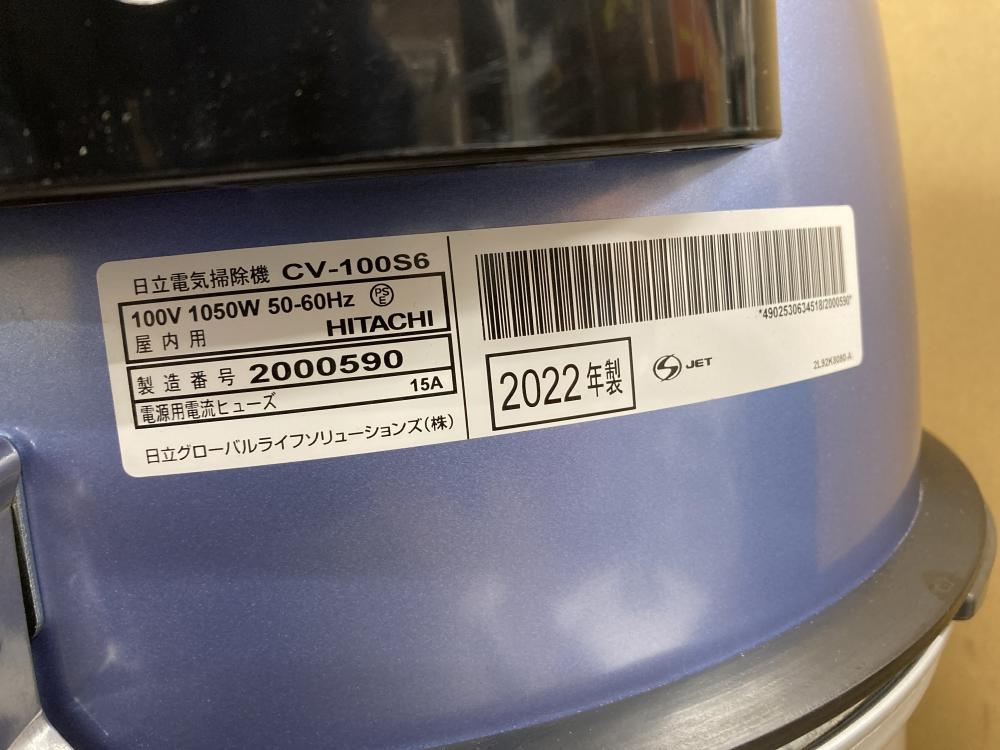 日立電気掃除機 CV-100S6
100V 1050W 50-60Hz PSE
屋内用 HITACHI
製造番号 2000590
電源用電流ヒューズ 15A
日立グローバルライフソリューションズ(株)
*4902530634518/2000590*
2022年製
JET
2L92K8080-A